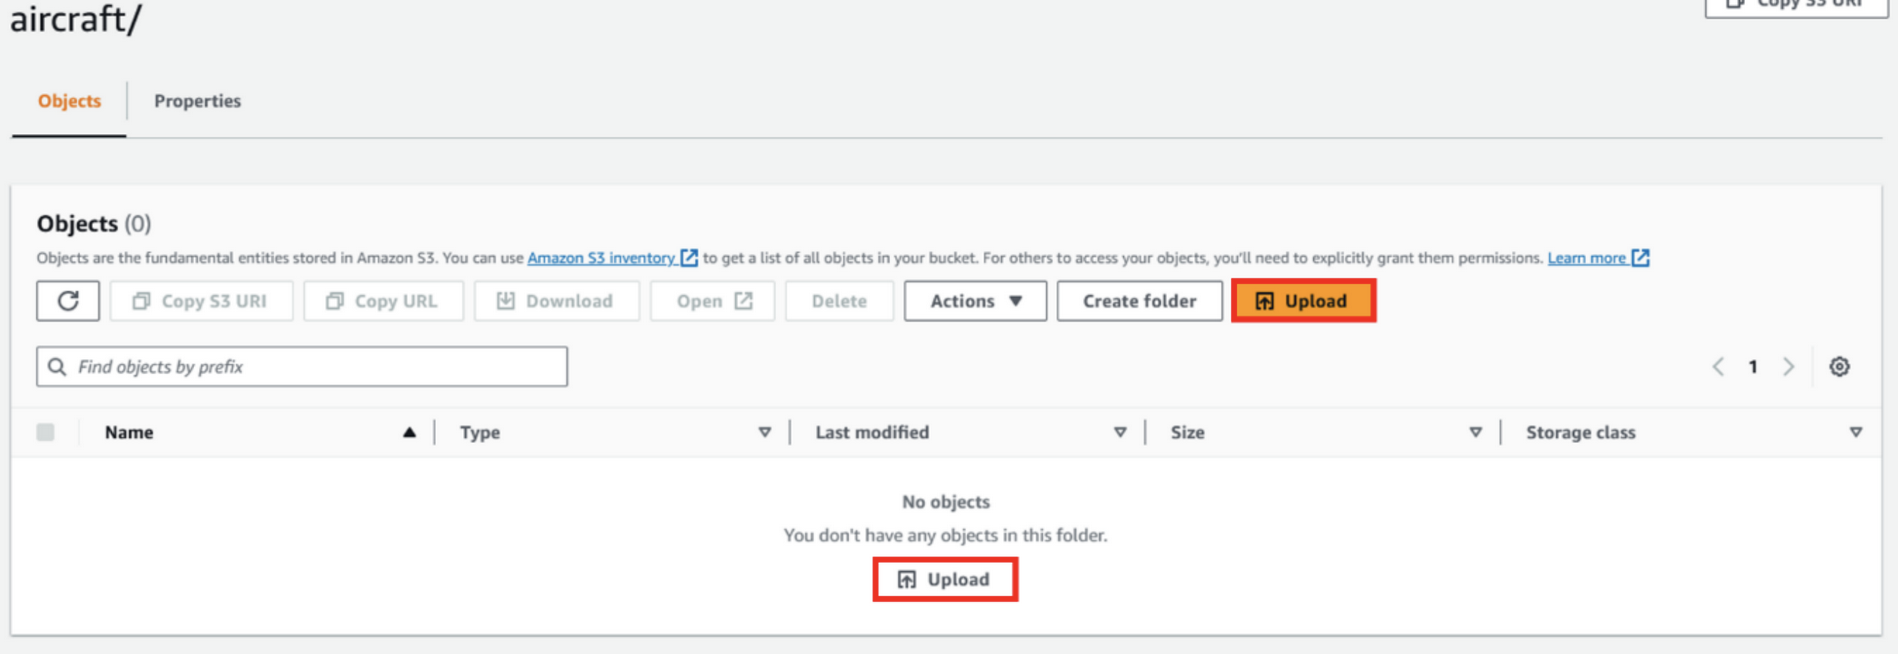 aircraft/
Copy S3 URI
Objects
Properties
Objects (0)
Objects are the fundamental entities stored in Amazon S3. You can use Amazon S3 inventory to get a list of all objects in your bucket. For others to access your objects, you'll need to explicitly grant them permissions. Learn more
Copy S3 URI
Copy URL
Download
Open
Delete
Actions
Create folder
Upload
Find objects by prefix
1
Name
Type
Last modified
Size
Storage class
No objects
You don't have any objects in this folder.
Upload